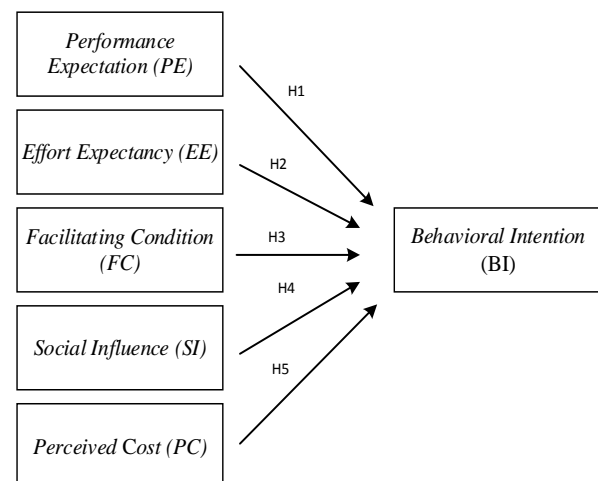 Performance
Expectation (PE)
H1
Effort Expectancy (EE)
H2
Facilitating Condition
(FC)
H3
Behavioral Intention
(BI)
H4
Social Influence (SI)
H5
Perceived Cost (PC)